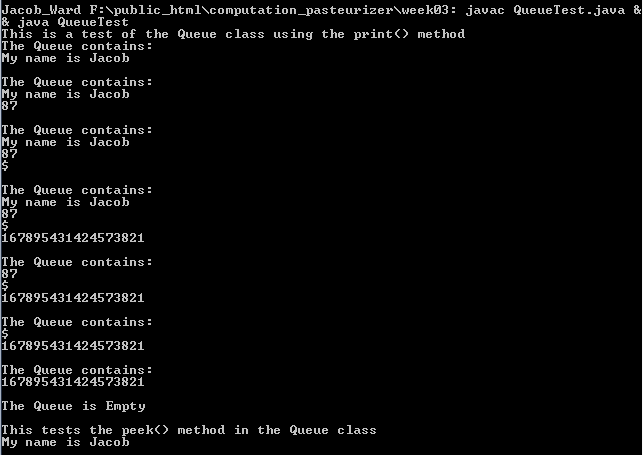 Jacob_Ward F:\public_html\computation_pasteurizer\week03: javac QueueTest.java &
& java QueueTest
This is a test of the Queue class using the print() method
The Queue contains:
My name is Jacob
The Queue contains:
My name is Jacob
87
The Queue contains:
My name is Jacob
87
$
The Queue contains:
My name is Jacob
87
$
167895431424573821
The Queue contains:
87
$
167895431424573821
The Queue contains:
$
167895431424573821
The Queue contains:
167895431424573821
The Queue is Empty
This tests the peek() method in the Queue class
My name is Jacob